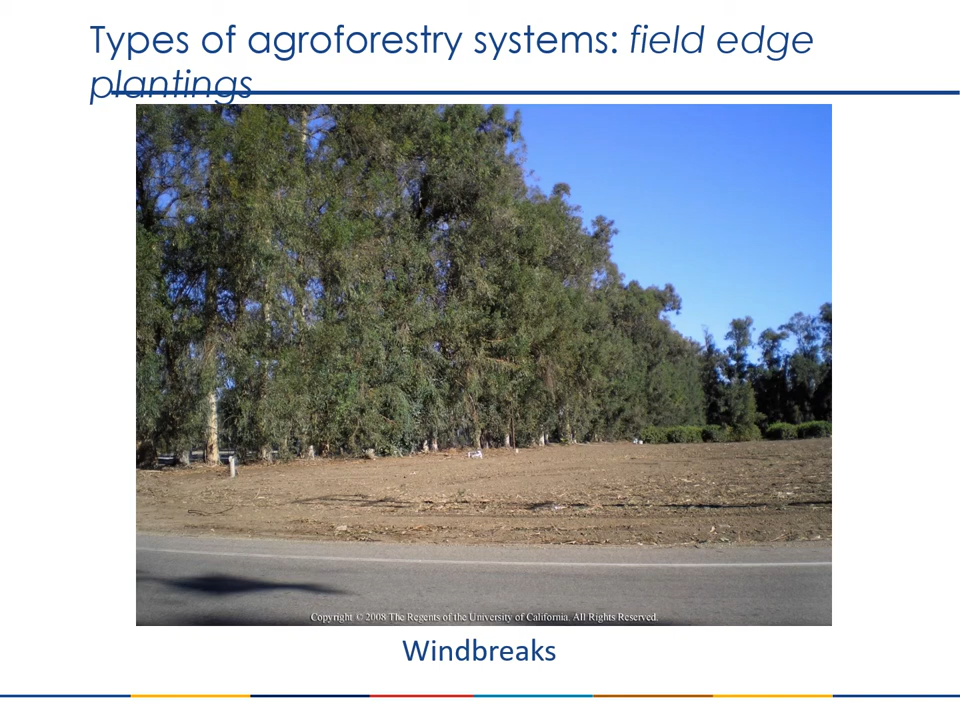 Types of agroforestry systems: field edge
plantings
Copyright © 2008 The Regents of the University of California. All Rights Reserved.
Windbreaks